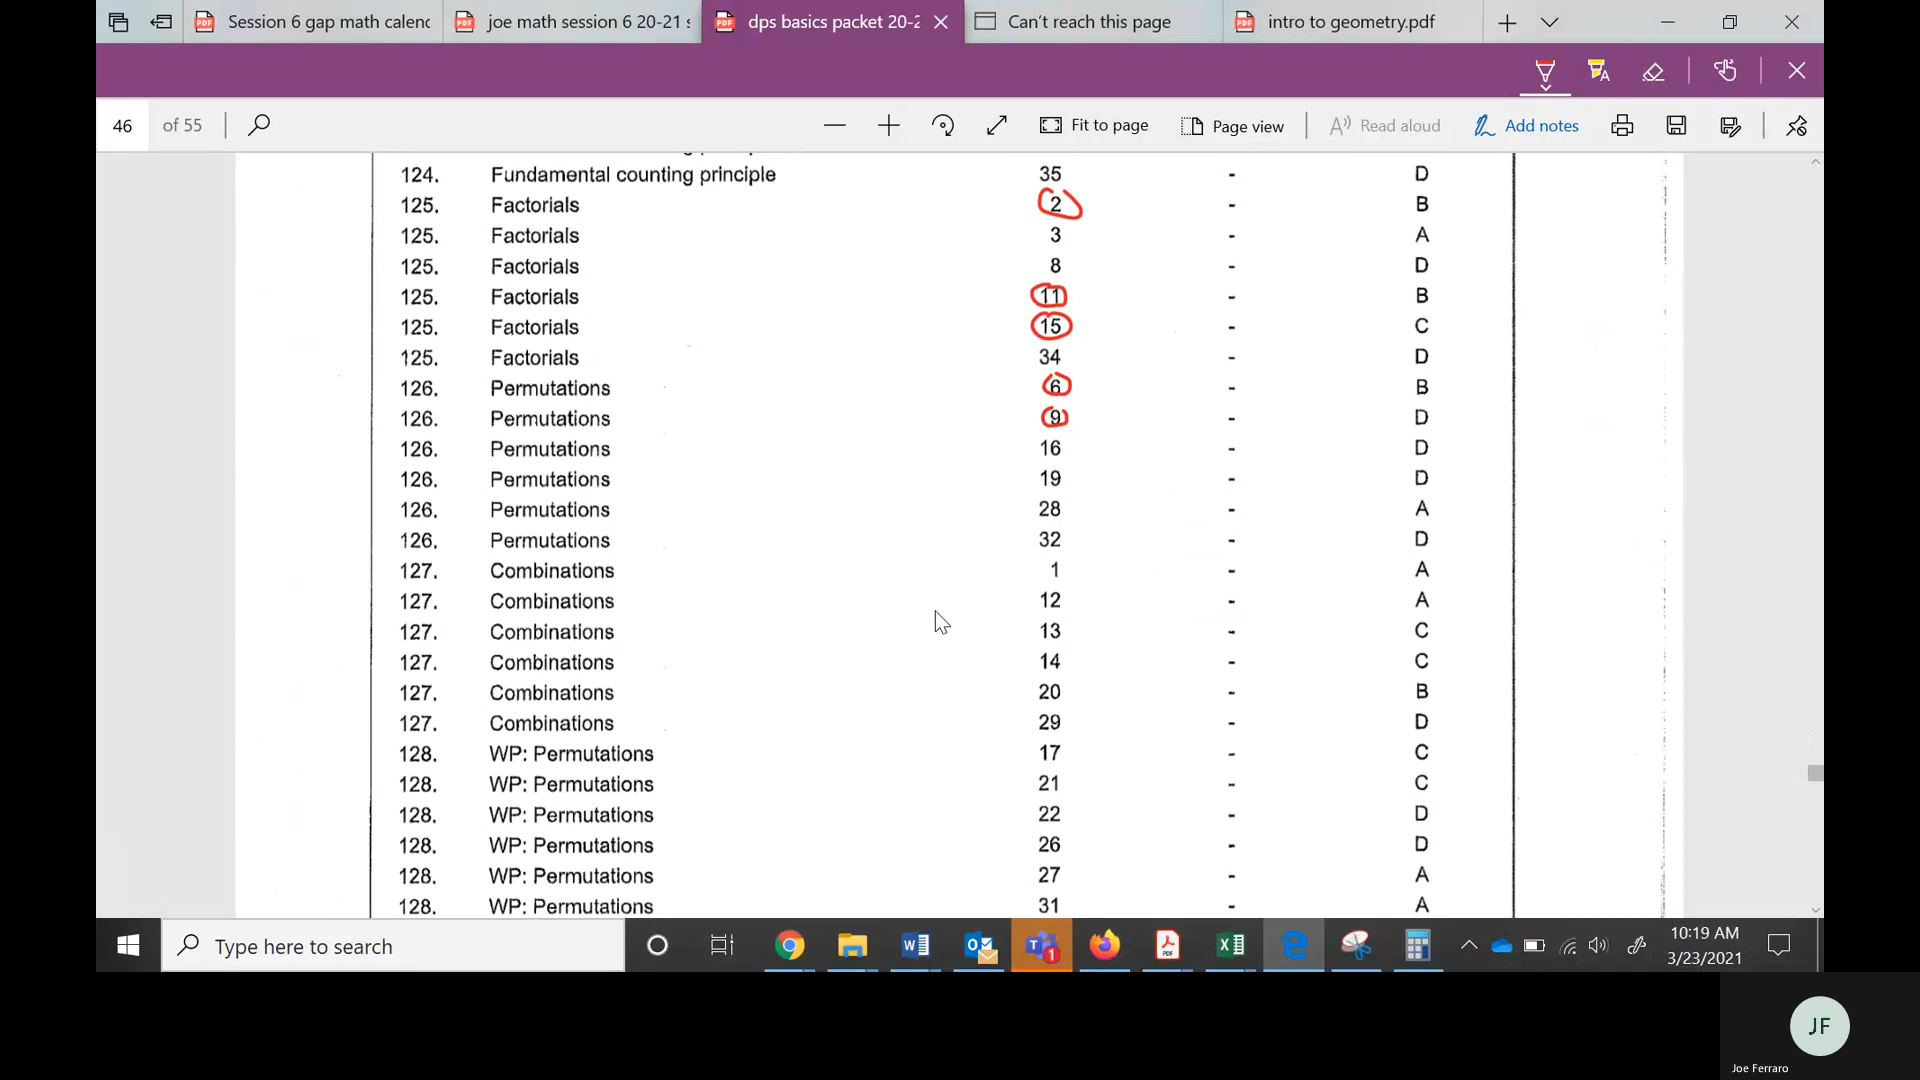 Session 6 gap math calend
joe math session 6 20-21 s
dps basics packet 20-2
Can't reach this page
intro to geometry.pdf
46 of 55
Fit to page
Page view
Read aloud
Add notes
124. Fundamental counting principle 35 - D
125. Factorials 2 - B
125. Factorials 3 - A
125. Factorials 8 - D
125. Factorials 11 - B
125. Factorials 15 - C
125. Factorials 34 - D
126. Permutations 6 - B
126. Permutations 9 - D
126. Permutations 16 - D
126. Permutations 19 - D
126. Permutations 28 - A
126. Permutations 32 - D
127. Combinations 1 - A
127. Combinations 12 - A
127. Combinations 13 - C
127. Combinations 14 - C
127. Combinations 20 - B
127. Combinations 29 - D
128. WP: Permutations 17 - C
128. WP: Permutations 21 - C
128. WP: Permutations 22 - D
128. WP: Permutations 26 - D
128. WP: Permutations 27 - A
128. WP: Permutations 31 - A
Type here to search
10:19 AM
3/23/2021
JF
Joe Ferraro